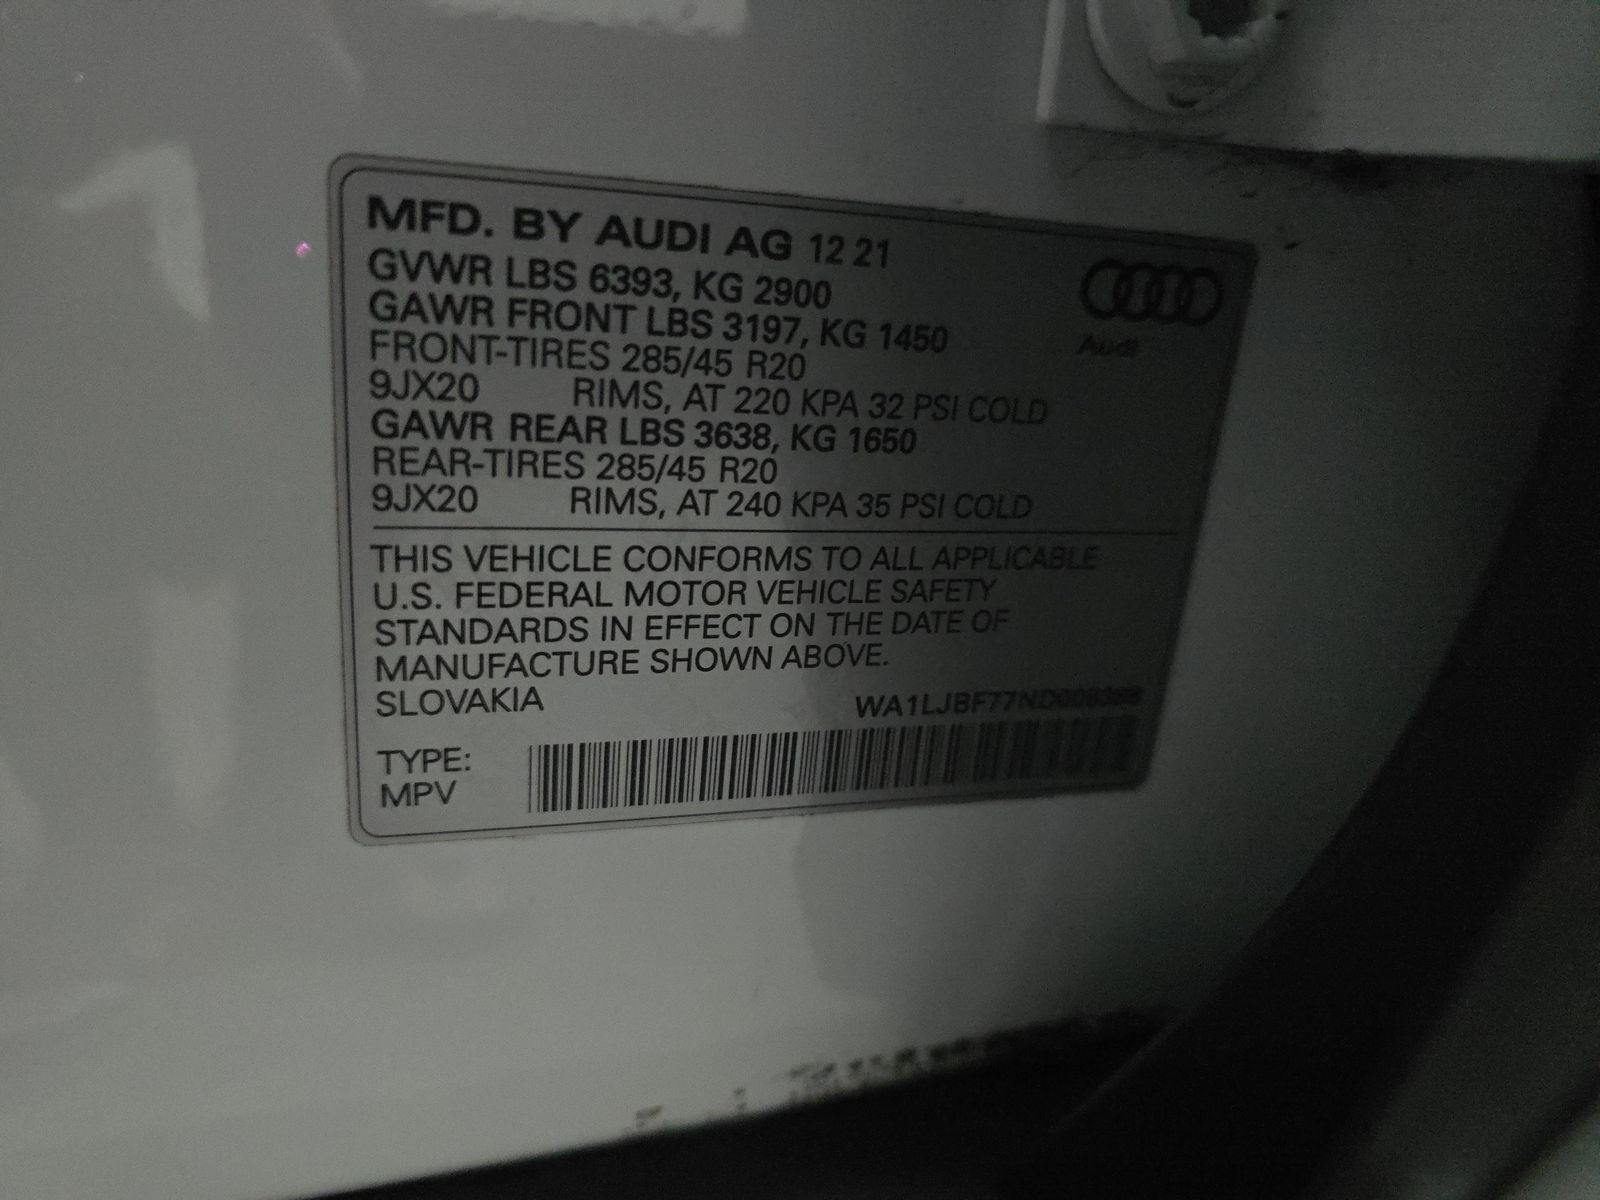 MFD. BY AUDI AG 12 21
GVWR LBS 6393, KG 2900
GAWR FRONT LBS 3197, KG 1450
FRONT-TIRES 285/45 R20
9JX20 RIMS, AT 220 KPA 32 PSI COLD
GAWR REAR LBS 3638, KG 1650
REAR-TIRES 285/45 R20
9JX20 RIMS, AT 240 KPA 35 PSI COLD
Audi
THIS VEHICLE CONFORMS TO ALL APPLICABLE
U.S. FEDERAL MOTOR VEHICLE SAFETY
STANDARDS IN EFFECT ON THE DATE OF
MANUFACTURE SHOWN ABOVE.
SLOVAKIA
TYPE:
MPV